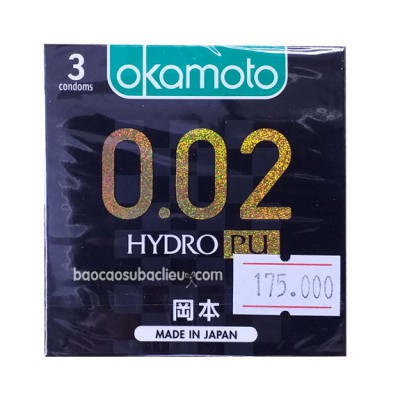 3
condoms
okamoto
0.02
HYDRO PU
baocaosubaclieu.com
175.000
岡本
MADE IN JAPAN